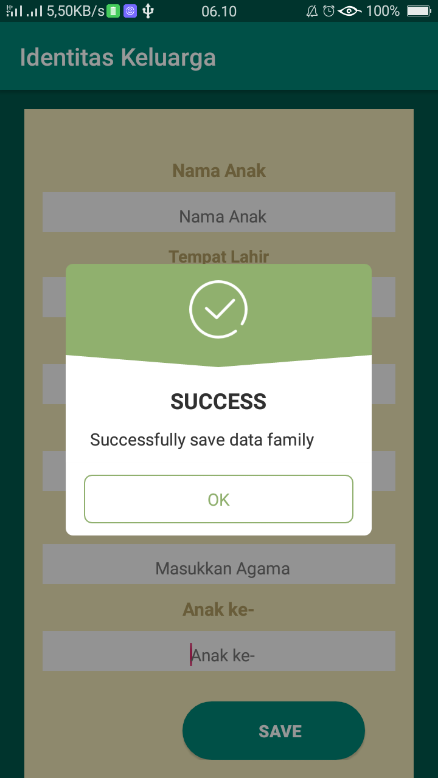 5,50KB/s 06.10 100%
Identitas Keluarga
Nama Anak
Nama Anak
Tempat Lahir
SUCCESS
Successfully save data family
OK
Masukkan Agama
Anak ke-
Anak ke-
SAVE